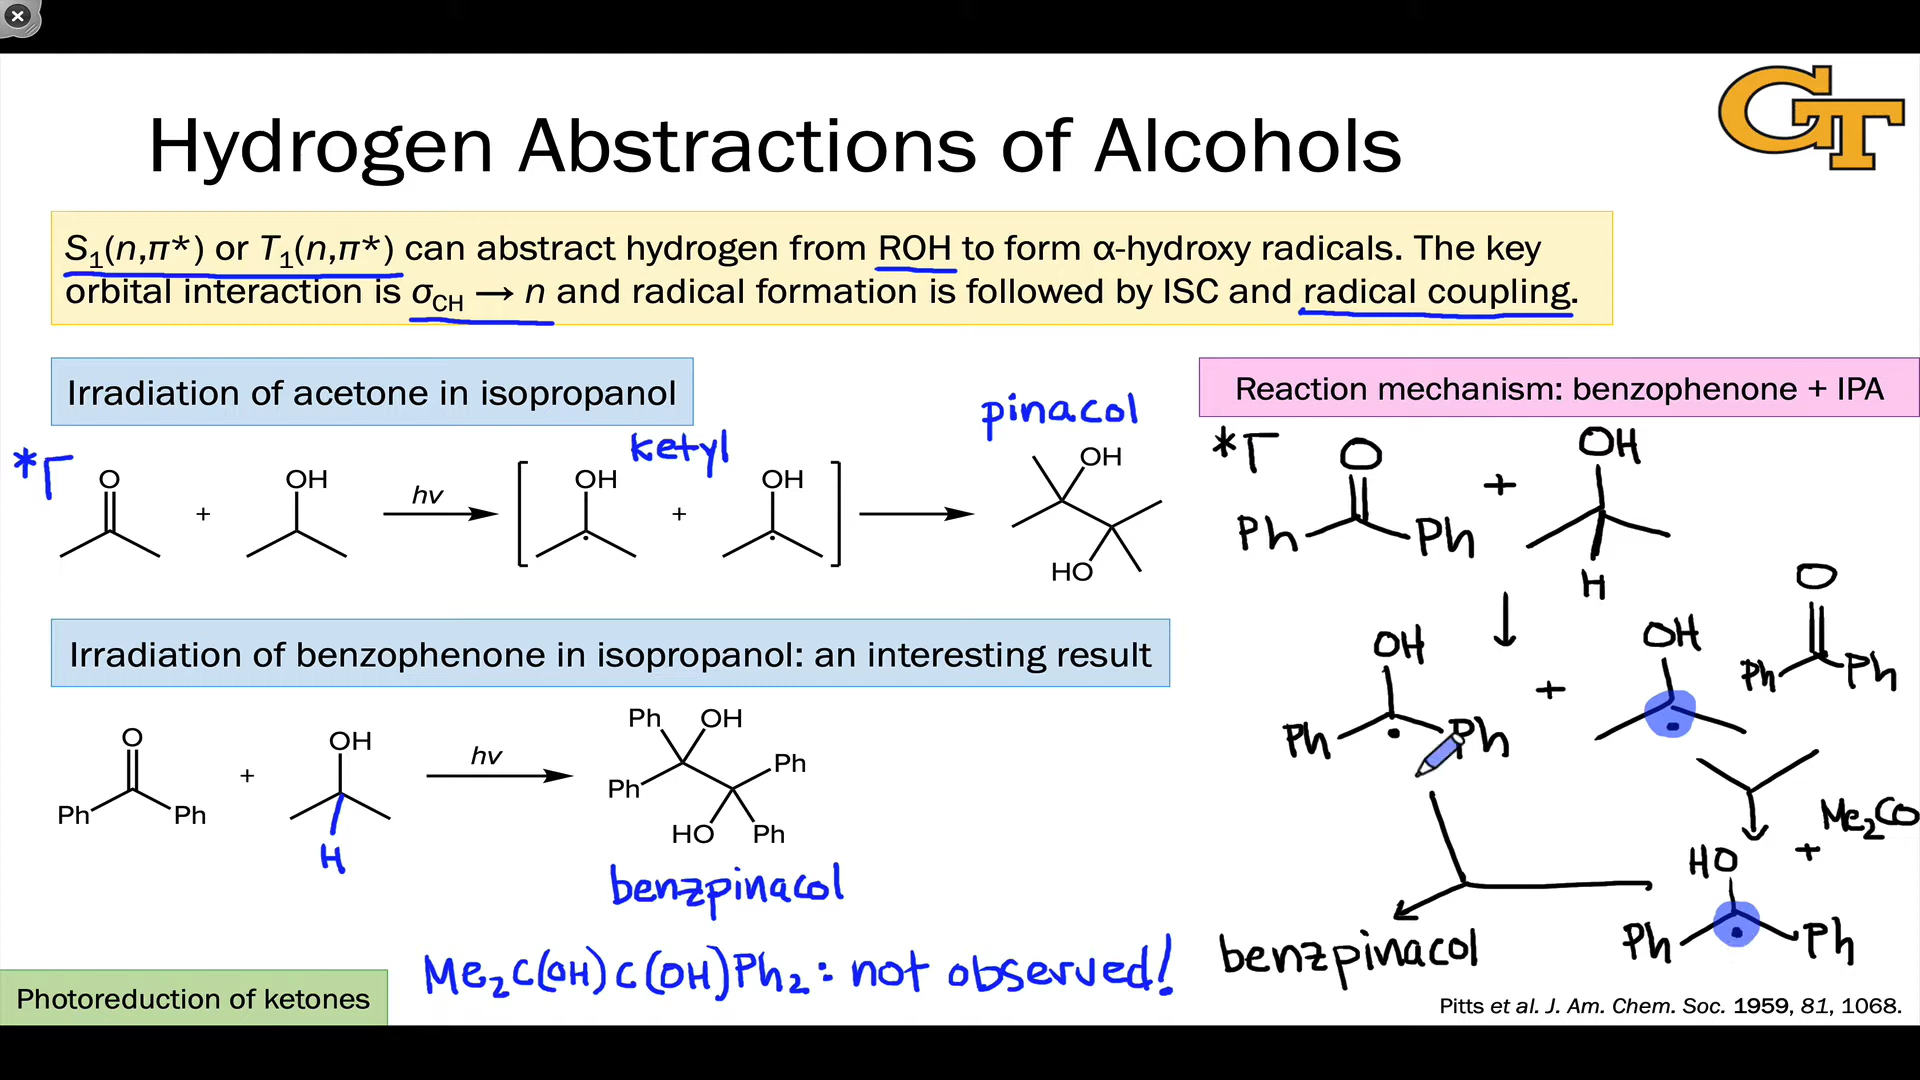 GT
Hydrogen Abstractions of Alcohols
S₁(n,π*) or T₁(n,π*) can abstract hydrogen from ROH to form α-hydroxy radicals. The key
orbital interaction is σCH → n and radical formation is followed by ISC and radical coupling.
Irradiation of acetone in isopropanol
*
O
+
OH
hν
OH
ketyl
+
OH
pinacol
OH
HO
Irradiation of benzophenone in isopropanol: an interesting result
O
Ph
Ph
+
OH
H
hν
Ph
OH
Ph
Ph
HO
Ph
benzpinacol
Me₂C(OH)C(OH)Ph₂: not observed!
Reaction mechanism: benzophenone + IPA
*
O
Ph
Ph
+
OH
H
OH
Ph
Ph
+
OH
O
Ph
Ph
+ Me₂CO
HO
Ph
Ph
benzpinacol
Photoreduction of ketones
Pitts et al. J. Am. Chem. Soc. 1959, 81, 1068.